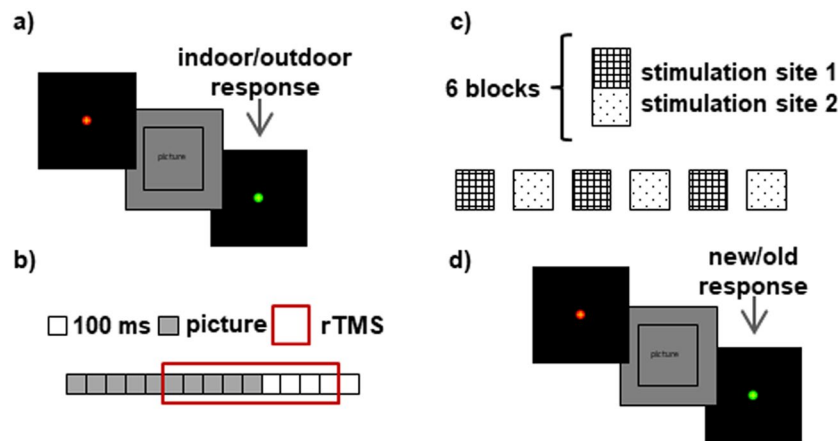 a)
indoor/outdoor
response
picture
b)
100 ms picture rTMS
c)
6 blocks
stimulation site 1
stimulation site 2
d)
new/old
response
picture